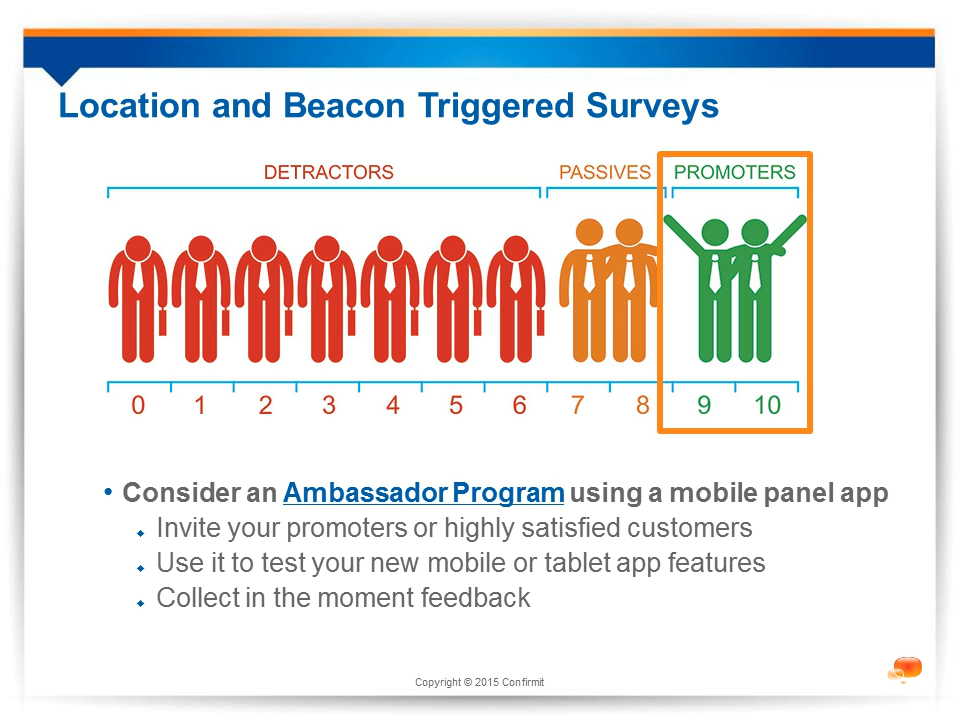 Location and Beacon Triggered Surveys
DETRACTORS PASSIVES PROMOTERS
0 1 2 3 4 5 6 7 8 9 10
• Consider an Ambassador Program using a mobile panel app
Invite your promoters or highly satisfied customers
Use it to test your new mobile or tablet app features
Collect in the moment feedback
Copyright © 2015 Confirmit